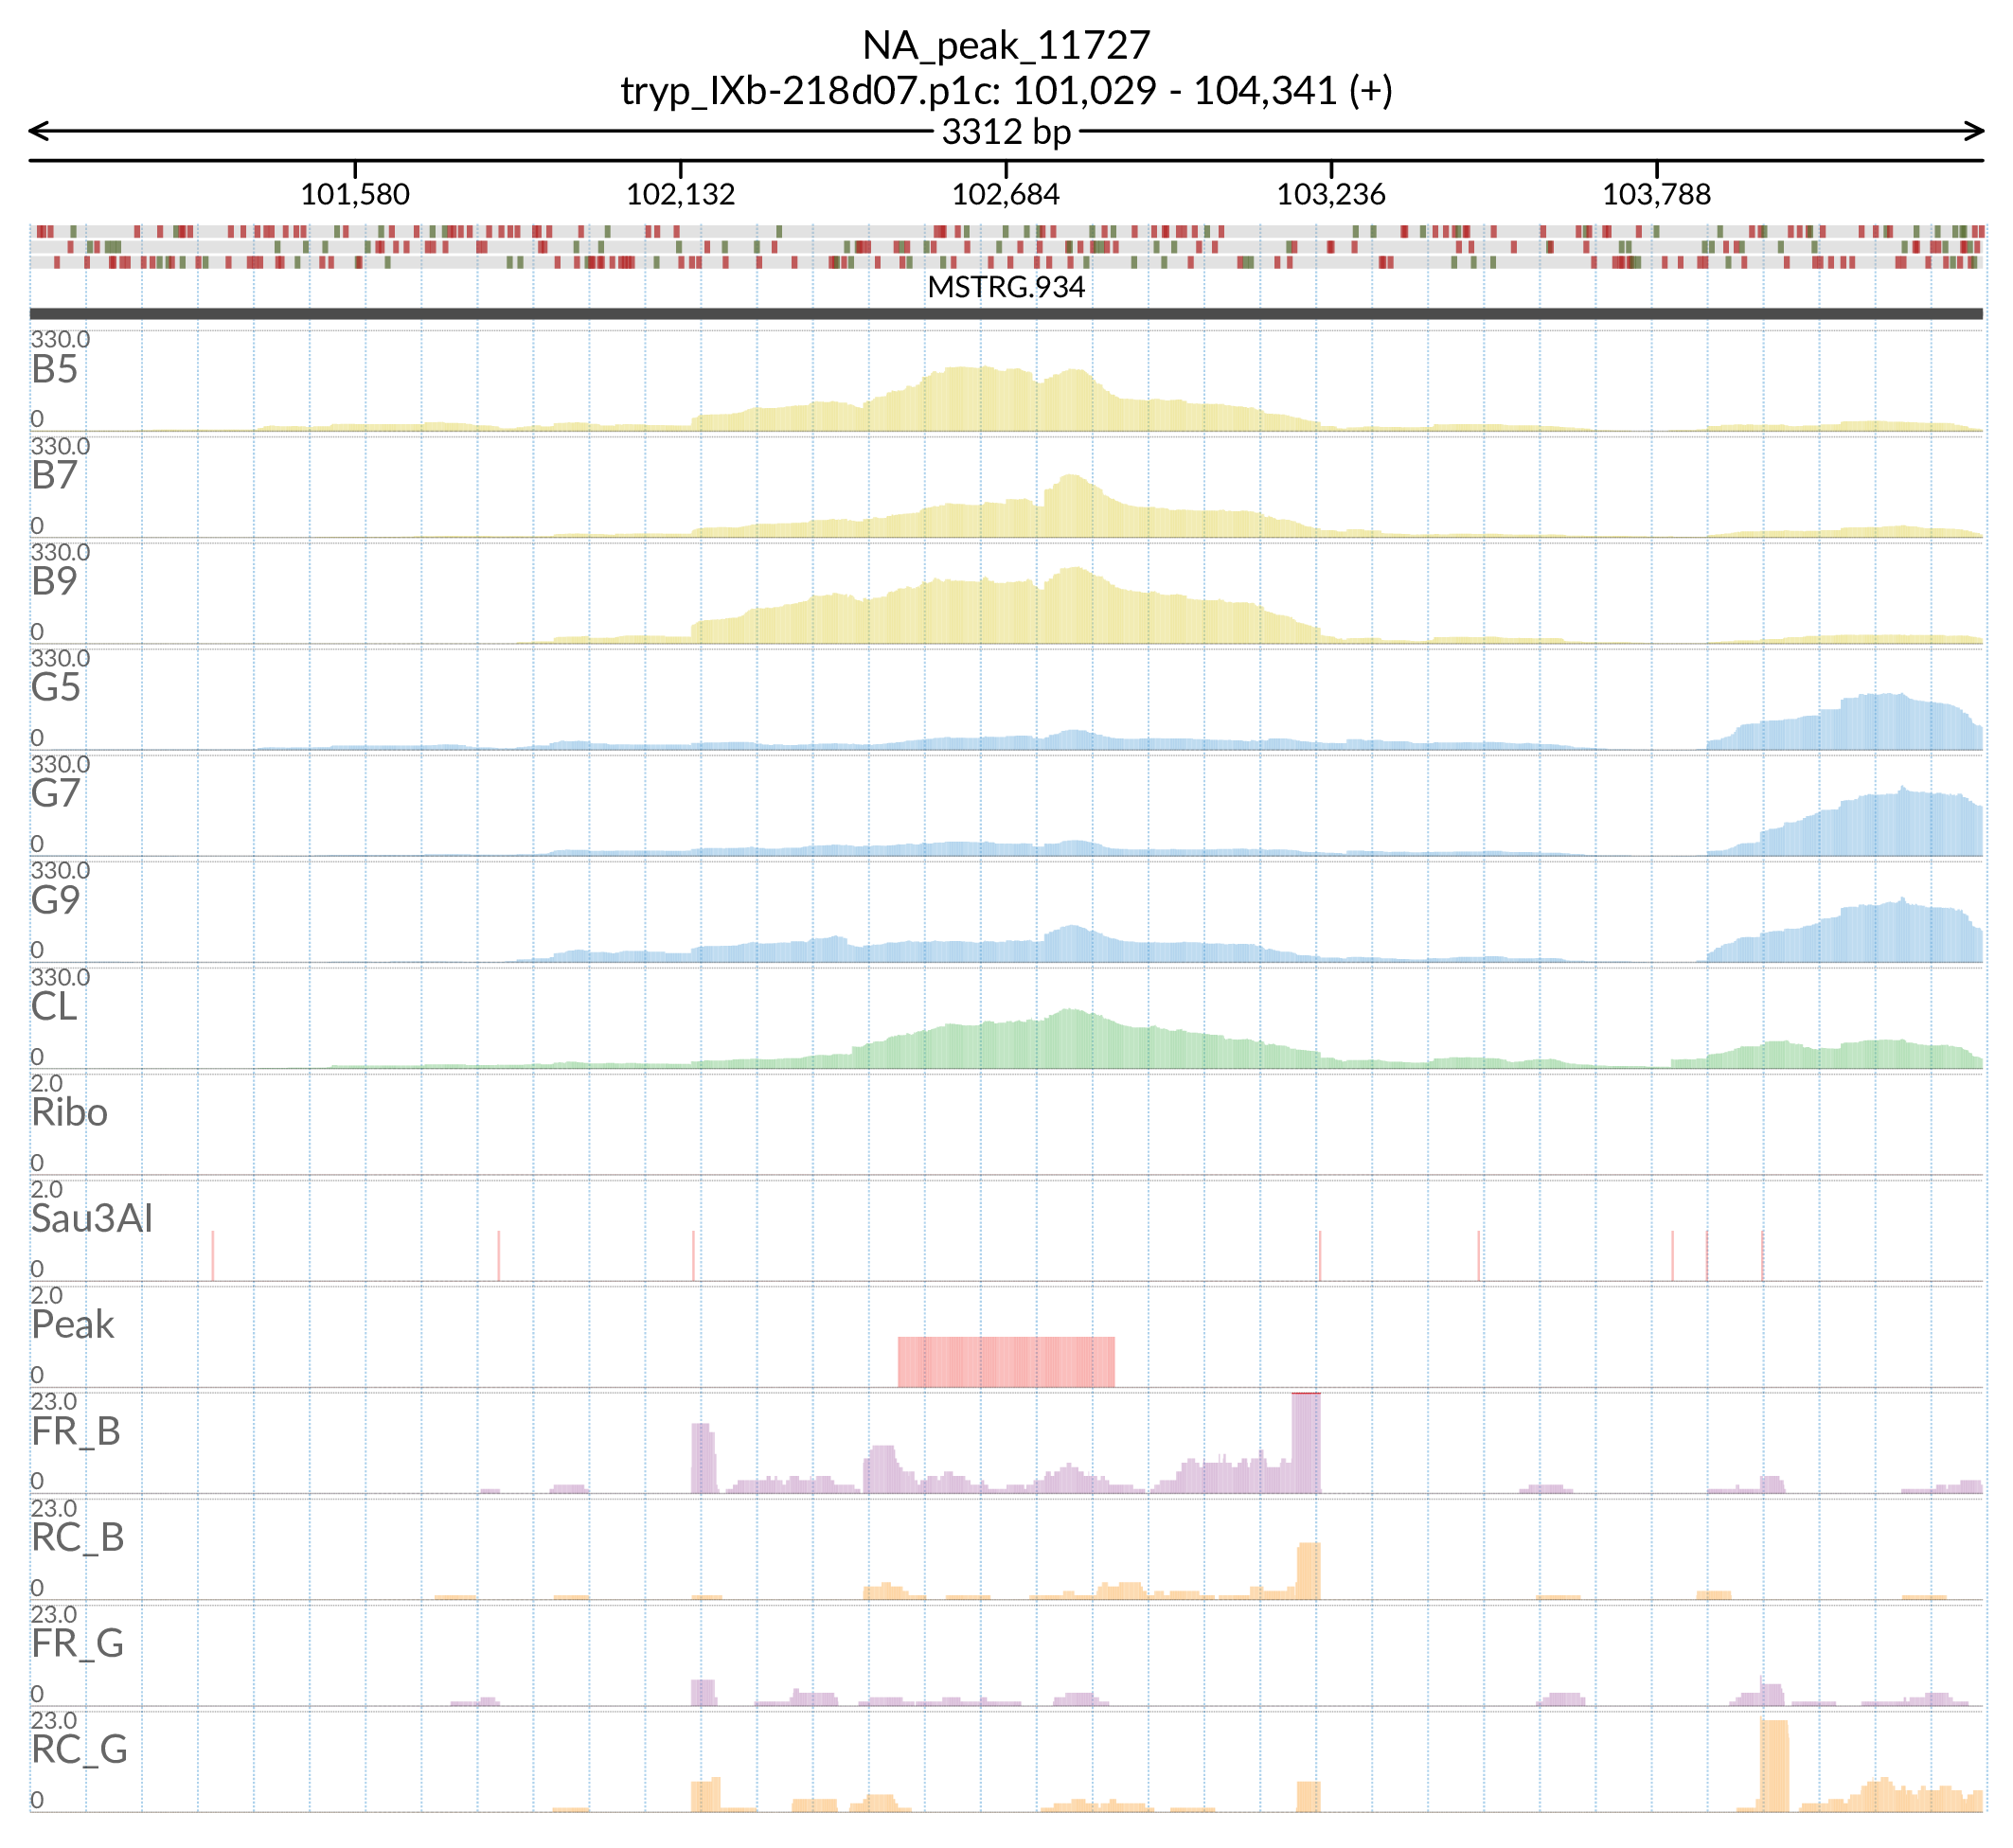 NA_peak_11727
tryp_IXb-218d07.p1c: 101,029 - 104,341 (+)
3312 bp
101,580 102,132 102,684 103,236 103,788
MSTRG.934
330.0
B5
0
330.0
B7
0
330.0
B9
0
330.0
G5
0
330.0
G7
0
330.0
G9
0
330.0
CL
0
2.0
Ribo
0
2.0
Sau3AI
0
2.0
Peak
0
23.0
FR_B
0
23.0
RC_B
0
23.0
FR_G
0
23.0
RC_G
0